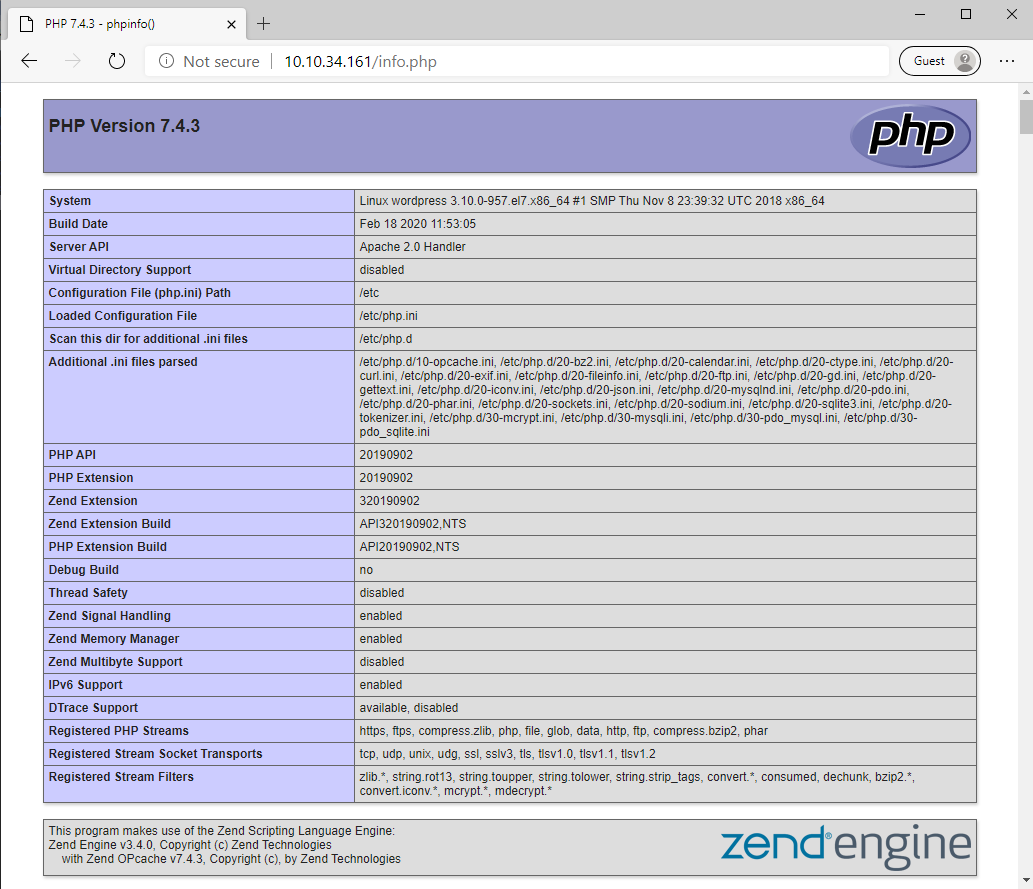 PHP 7.4.3 - phpinfo()
Not secure
10.10.34.161/info.php
Guest
PHP Version 7.4.3
php
System Linux wordpress 3.10.0-957.el7.x86_64 #1 SMP Thu Nov 8 23:39:32 UTC 2018 x86_64
Build Date Feb 18 2020 11:53:05
Server API Apache 2.0 Handler
Virtual Directory Support disabled
Configuration File (php.ini) Path /etc
Loaded Configuration File /etc/php.ini
Scan this dir for additional .ini files /etc/php.d
Additional .ini files parsed /etc/php.d/10-opcache.ini, /etc/php.d/20-bz2.ini, /etc/php.d/20-calendar.ini, /etc/php.d/20-ctype.ini, /etc/php.d/20-
curl.ini, /etc/php.d/20-exif.ini, /etc/php.d/20-fileinfo.ini, /etc/php.d/20-ftp.ini, /etc/php.d/20-gd.ini, /etc/php.d/20-
gettext.ini, /etc/php.d/20-iconv.ini, /etc/php.d/20-json.ini, /etc/php.d/20-mysqlnd.ini, /etc/php.d/20-pdo.ini,
/etc/php.d/20-phar.ini, /etc/php.d/20-sockets.ini, /etc/php.d/20-sodium.ini, /etc/php.d/20-sqlite3.ini, /etc/php.d/20-
tokenizer.ini, /etc/php.d/30-mcrypt.ini, /etc/php.d/30-mysqli.ini, /etc/php.d/30-pdo_mysql.ini, /etc/php.d/30-
pdo_sqlite.ini
PHP API 20190902
PHP Extension 20190902
Zend Extension 320190902
Zend Extension Build API320190902,NTS
PHP Extension Build API20190902,NTS
Debug Build no
Thread Safety disabled
Zend Signal Handling enabled
Zend Memory Manager enabled
Zend Multibyte Support disabled
IPv6 Support enabled
DTrace Support available, disabled
Registered PHP Streams https, ftps, compress.zlib, php, file, glob, data, http, ftp, compress.bzip2, phar
Registered Stream Socket Transports tcp, udp, unix, udg, ssl, sslv3, tls, tlsv1.0, tlsv1.1, tlsv1.2
Registered Stream Filters zlib.*, string.rot13, string.toupper, string.tolower, string.strip_tags, convert.*, consumed, dechunk, bzip2.*,
convert.iconv.*, mcrypt.*, mdecrypt.*
This program makes use of the Zend Scripting Language Engine:
Zend Engine v3.4.0, Copyright (c) Zend Technologies
with Zend OPcache v7.4.3, Copyright (c), by Zend Technologies
zend® engine